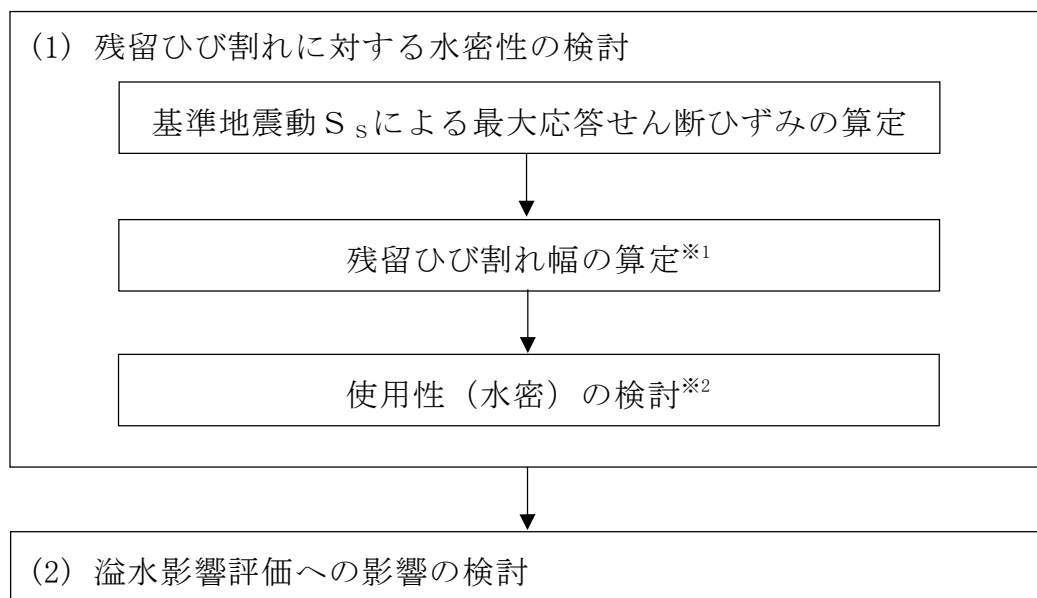 (1) 残留ひび割れに対する水密性の検討
基準地震動Ｓsによる最大応答せん断ひずみの算定
残留ひび割れ幅の算定※1
使用性（水密）の検討※2
(2) 溢水影響評価への影響の検討